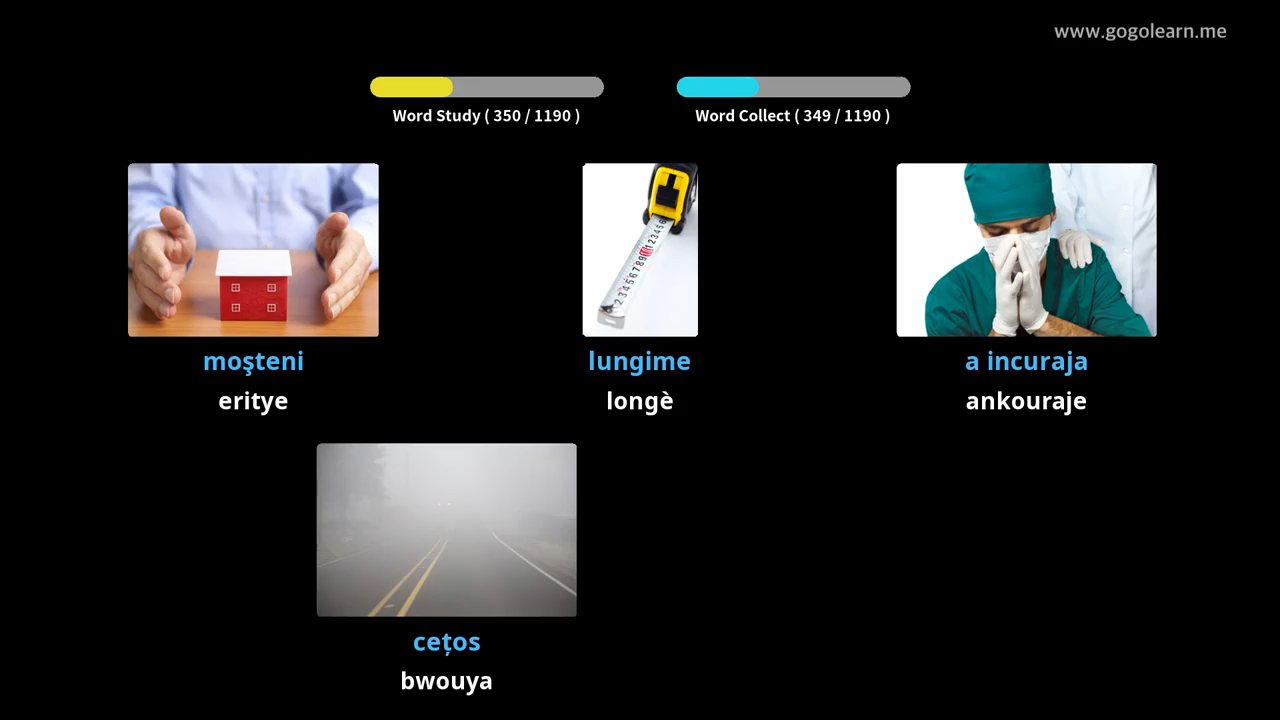 www.gogolearn.me
Word Study ( 350 / 1190 )
Word Collect ( 349 / 1190 )
moşteni
eritye
lungime
longè
a incuraja
ankouraje
cețos
bwouya